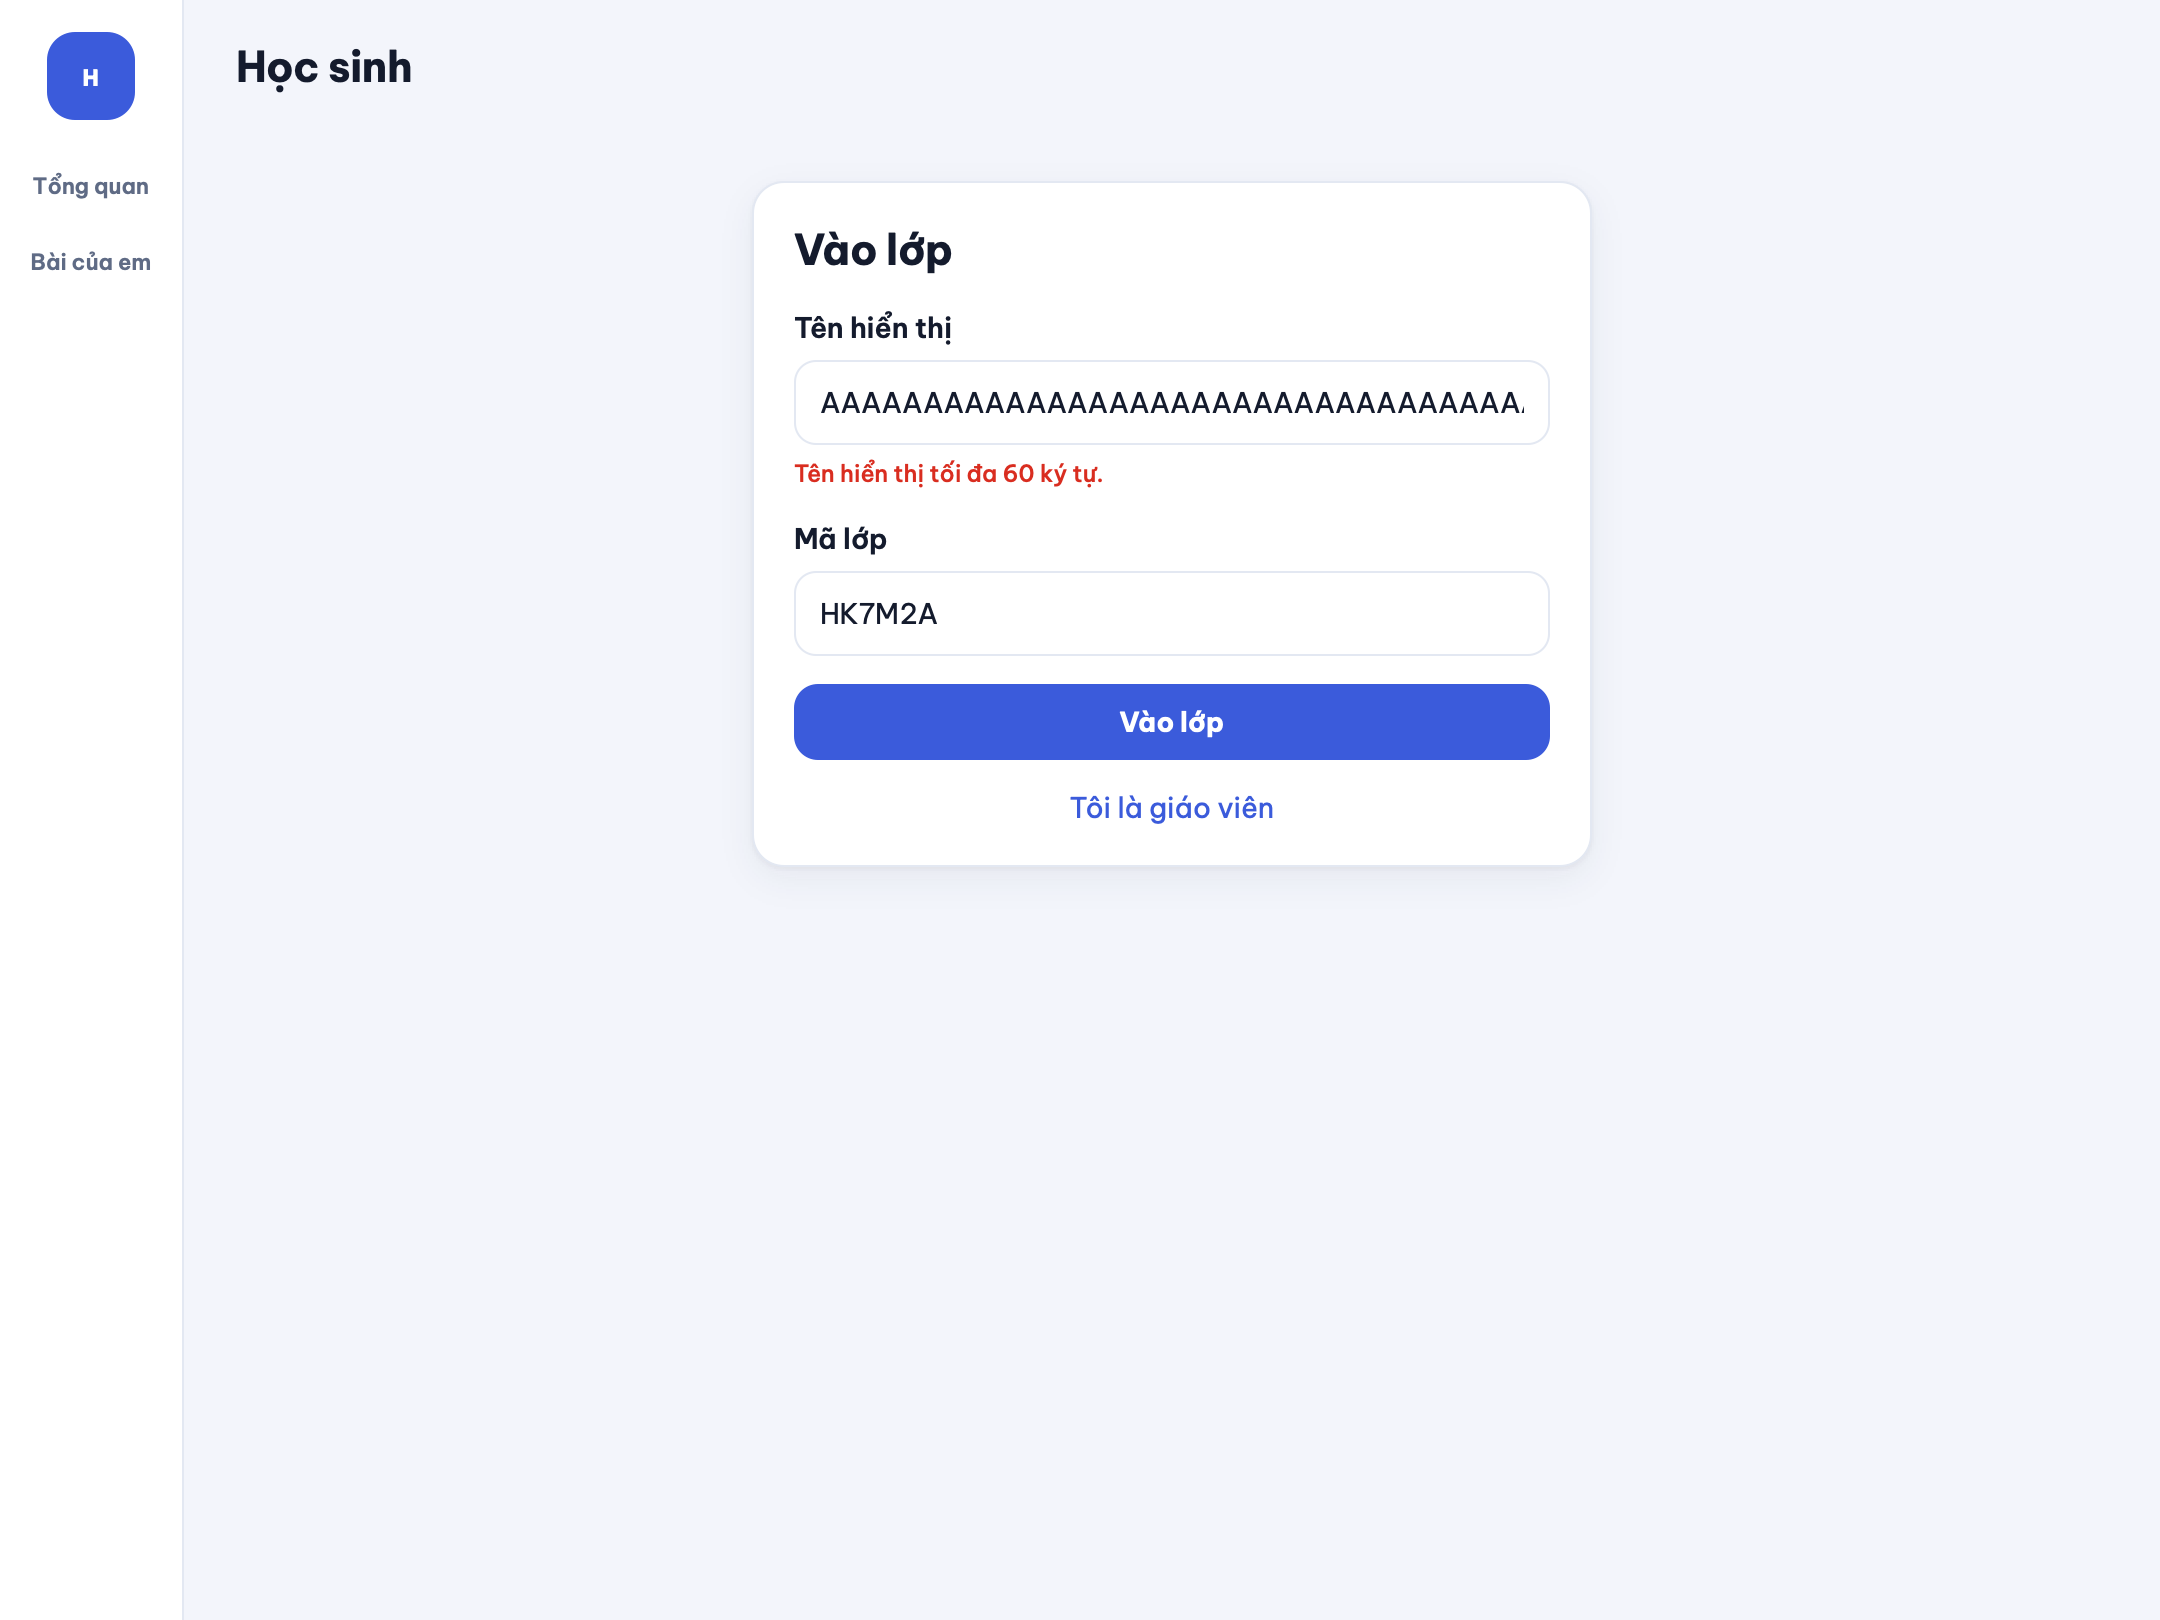 H
Tổng quan
Bài của em
Học sinh
Vào lớp
Tên hiển thị
AAAAAAAAAAAAAAAAAAAAAAAAAAAAAAAAAA
Tên hiển thị tối đa 60 ký tự.
Mã lớp
HK7M2A
Vào lớp
Tôi là giáo viên